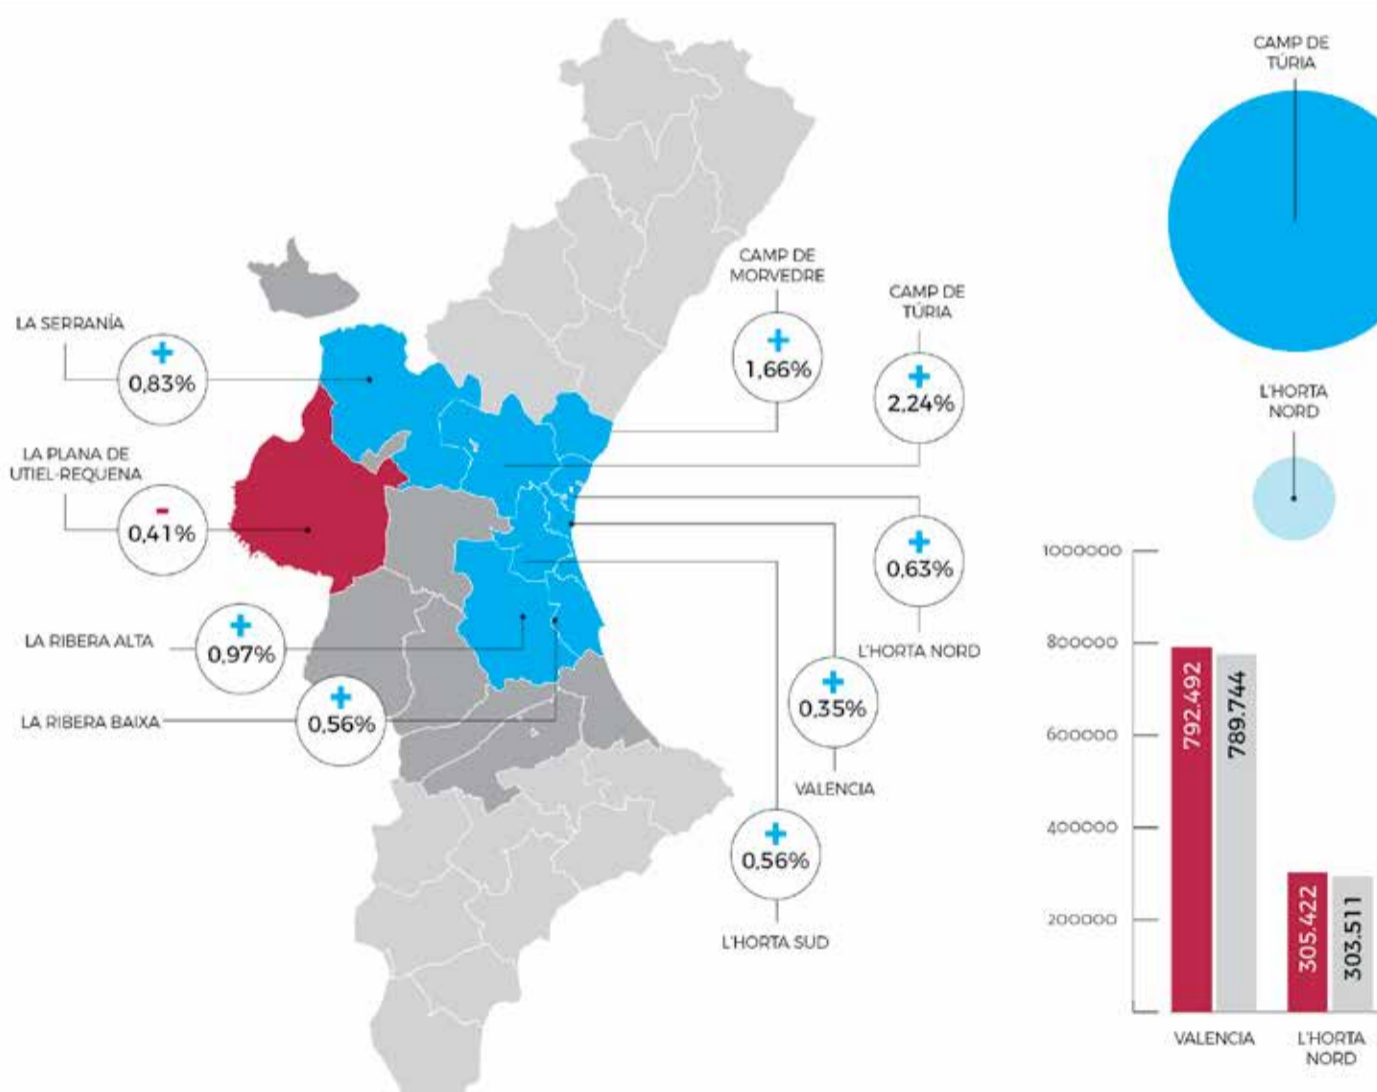 LA SERRANÍA
+
0,83%
LA PLANA DE
UTIEL-REQUENA
-
0,41%
LA RIBERA ALTA
+
0,97%
LA RIBERA BAIXA
+
0,56%
CAMP DE
MORVEDRE
+
1,66%
CAMP DE
TÚRIA
+
2,24%
+
0,63%
L'HORTA NORD
+
0,35%
VALENCIA
+
0,56%
L'HORTA SUD
CAMP DE
TÚRIA
L'HORTA
NORD
1000000
800000
600000
400000
200000
792.492
789.744
305.422
303.511
VALENCIA
L'HORTA
NORD